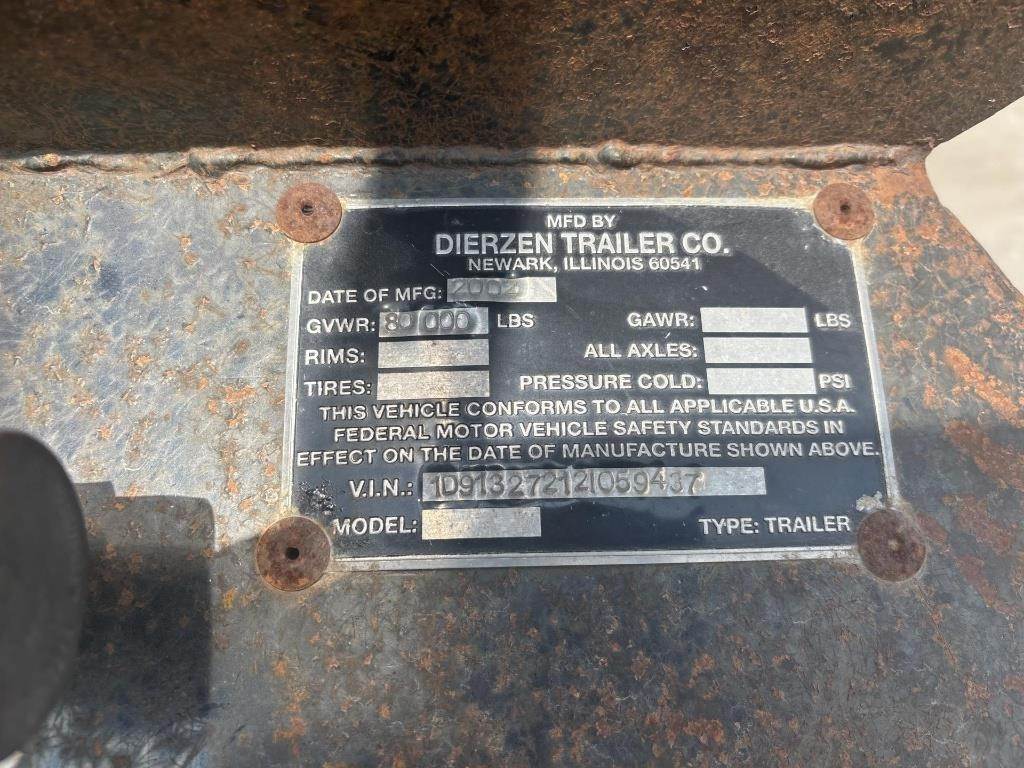 MFD BY
DIERZEN TRAILER CO.
NEWARK, ILLINOIS 60541
DATE OF MFG: 2002
GVWR: 80 000 LBS GAWR: LBS
RIMS: ALL AXLES:
TIRES: PRESSURE COLD: PSI
THIS VEHICLE CONFORMS TO ALL APPLICABLE U.S.A.
FEDERAL MOTOR VEHICLE SAFETY STANDARDS IN
EFFECT ON THE DATE OF MANUFACTURE SHOWN ABOVE.
V.I.N.: 1D91327212I059437
MODEL: TYPE: TRAILER